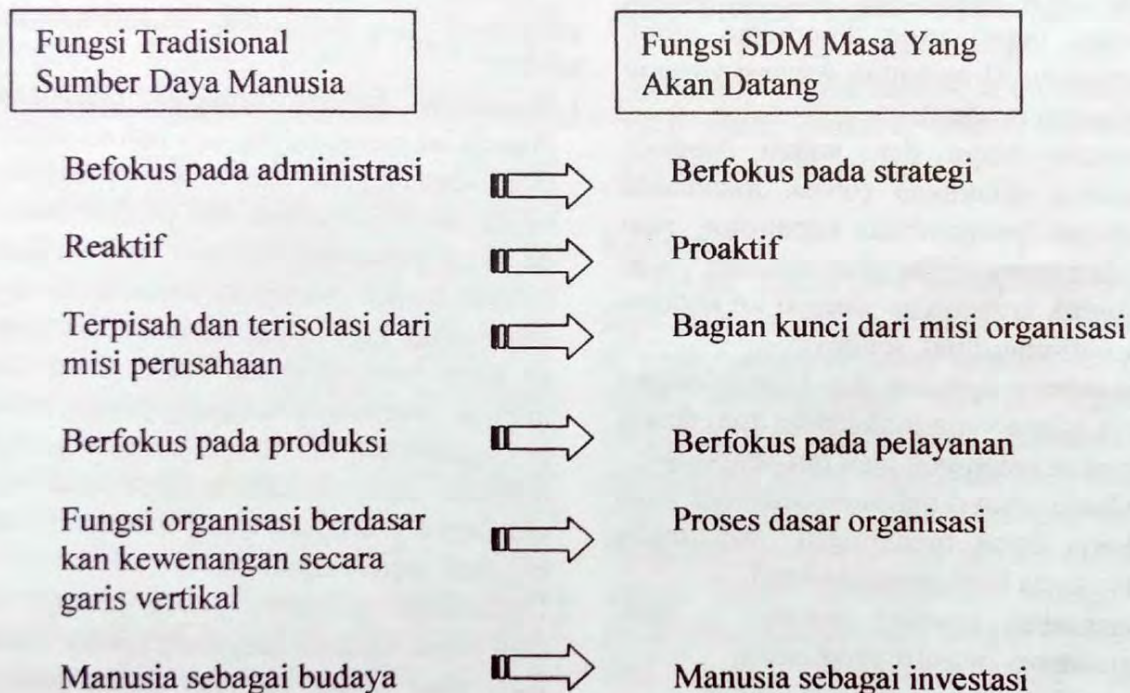 Fungsi Tradisional
Sumber Daya Manusia
Fungsi SDM Masa Yang
Akan Datang
Befokus pada administrasi
Berfokus pada strategi
Reaktif
Proaktif
Terpisah dan terisolasi dari
misi perusahaan
Bagian kunci dari misi organisasi
Berfokus pada produksi
Berfokus pada pelayanan
Fungsi organisasi berdasar
kan kewenangan secara
garis vertikal
Proses dasar organisasi
Manusia sebagai budaya
Manusia sebagai investasi